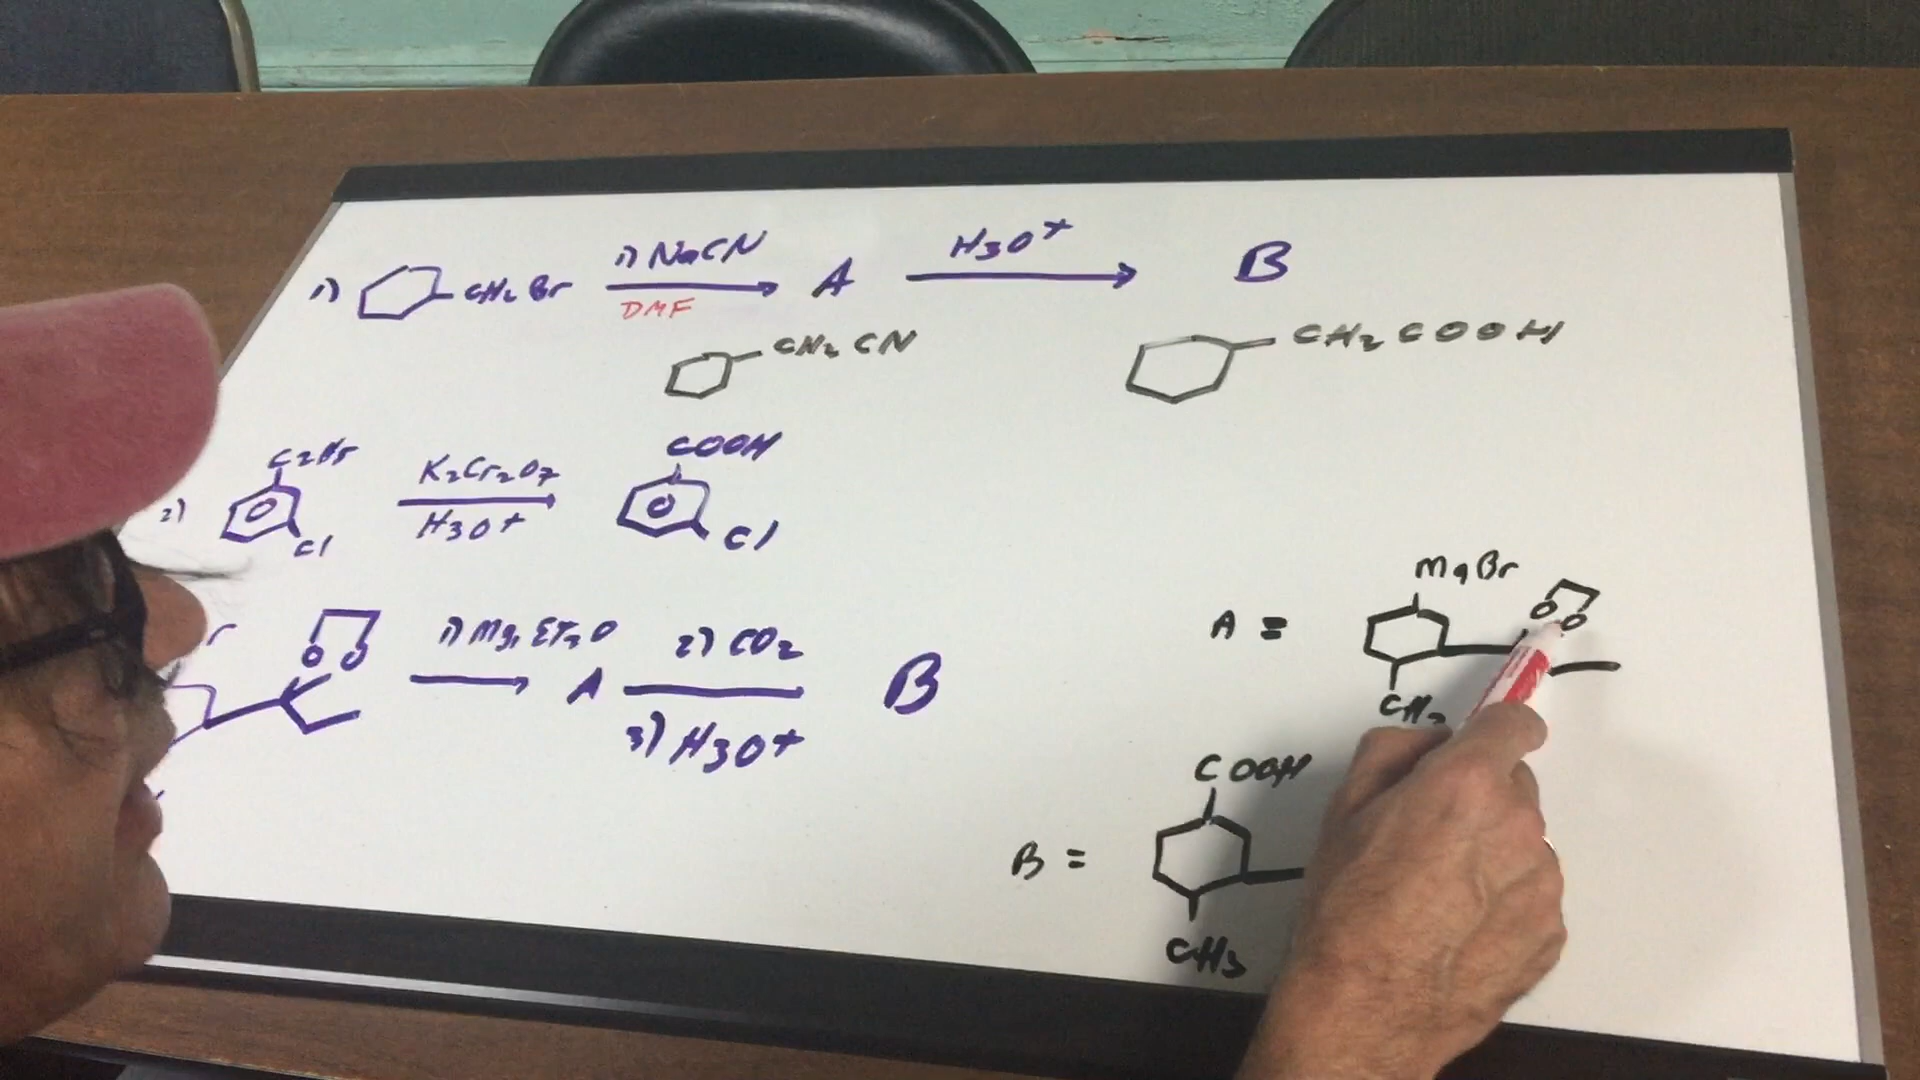 1) CH2Br 1) NaCN A H3O+ B
DMF
CH2CN CH2COOH
2) K2Cr2O7 COOH
Cl H3O+ Cl
O O 1) Mg, ET2O A 2) CO2 B
3) H3O+
A = MgBr O O
CH3
B = COOH
CH3